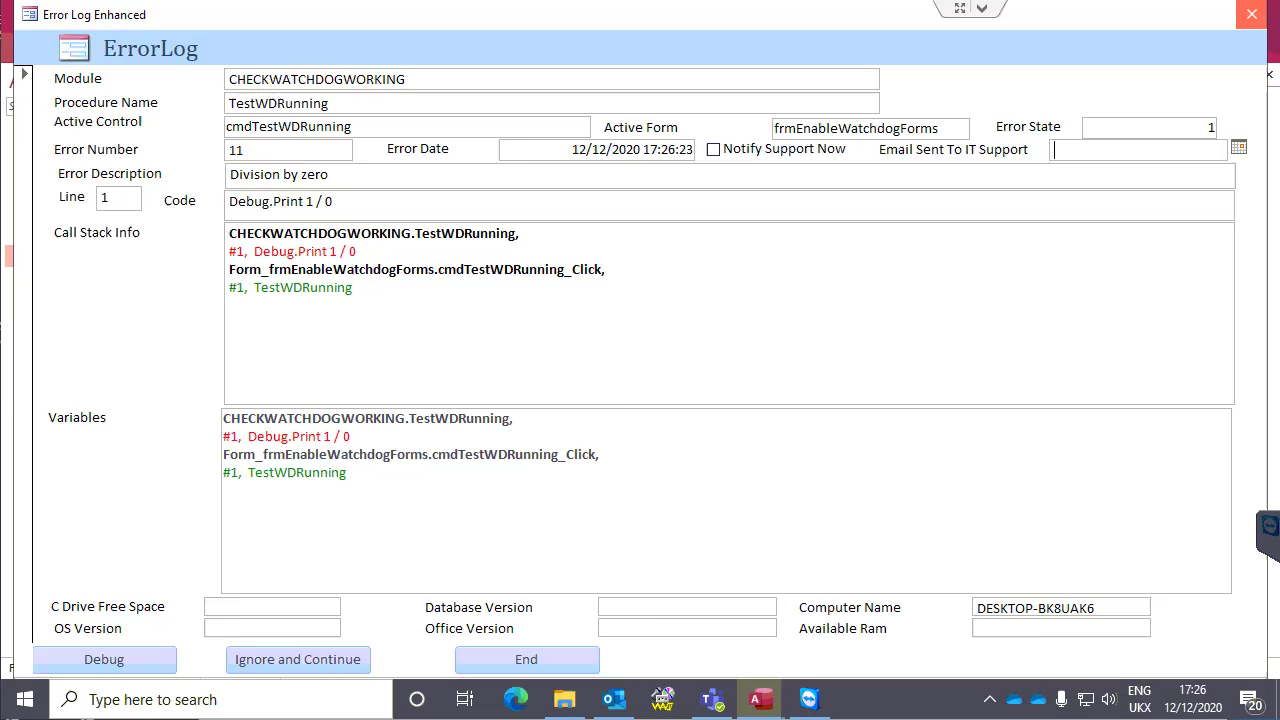 Error Log Enhanced
ErrorLog
Module CHECKWATCHDOGWORKING
Procedure Name TestWDRunning
Active Control cmdTestWDRunning Active Form frmEnableWatchdogForms Error State 1
Error Number 11 Error Date 12/12/2020 17:26:23 Notify Support Now Email Sent To IT Support
Error Description Division by zero
Line 1 Code Debug.Print 1 / 0
Call Stack Info CHECKWATCHDOGWORKING.TestWDRunning,
#1, Debug.Print 1 / 0
Form_frmEnableWatchdogForms.cmdTestWDRunning_Click,
#1, TestWDRunning
Variables CHECKWATCHDOGWORKING.TestWDRunning,
#1, Debug.Print 1 / 0
Form_frmEnableWatchdogForms.cmdTestWDRunning_Click,
#1, TestWDRunning
C Drive Free Space Database Version Computer Name DESKTOP-BK8UAK6
OS Version Office Version Available Ram
Debug Ignore and Continue End
Type here to search ENG 17:26
UKX 12/12/2020 20